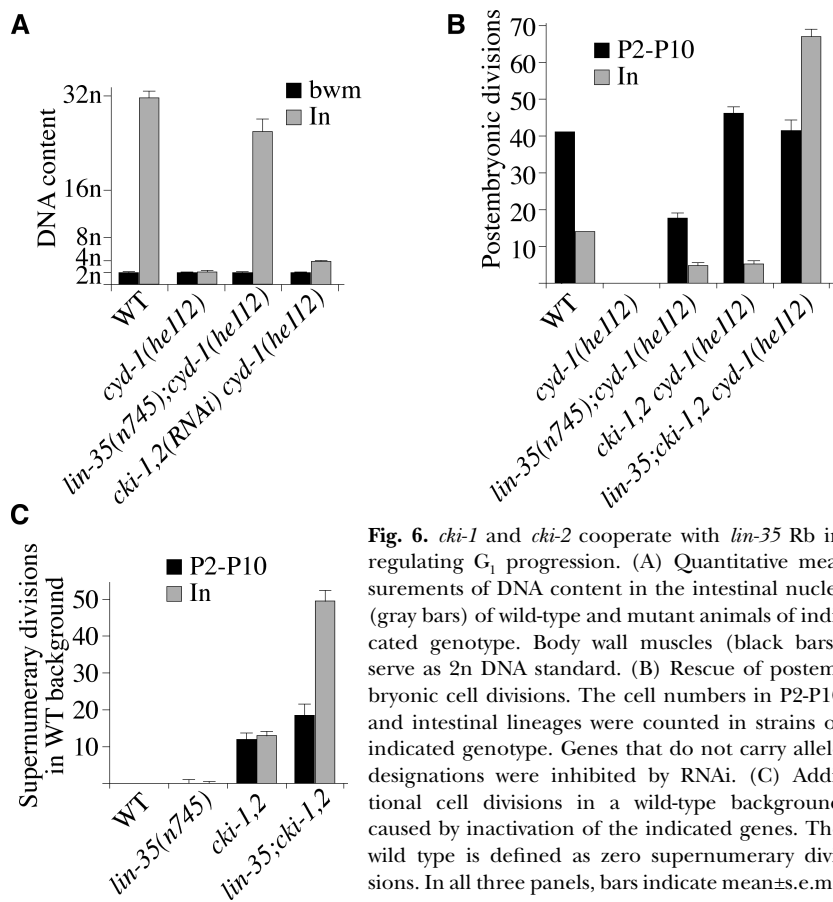 A
32n
16n
8n
4n
2n
DNA content
bwm
In
WT
cyd-1(he112)
lin-35(n745);cyd-1(he112)
cki-1,2(RNAi) cyd-1(he112)
B
70
60
50
40
30
20
10
Postembryonic divisions
P2-P10
In
WT
cyd-1(he112)
lin-35(n745);cyd-1(he112)
cki-1,2 cyd-1(he112)
lin-35;cki-1,2 cyd-1(he112)
C
Supernumerary divisions
in WT background
50
40
30
20
10
P2-P10
In
WT
lin-35(n745)
cki-1,2
lin-35;cki-1,2
Fig. 6. cki-1 and cki-2 cooperate with lin-35 Rb in
regulating G1 progression. (A) Quantitative mea
surements of DNA content in the intestinal nucle
(gray bars) of wild-type and mutant animals of indi
cated genotype. Body wall muscles (black bars
serve as 2n DNA standard. (B) Rescue of postem
bryonic cell divisions. The cell numbers in P2-P1
and intestinal lineages were counted in strains o
indicated genotype. Genes that do not carry allel
designations were inhibited by RNAi. (C) Addi
tional cell divisions in a wild-type background
caused by inactivation of the indicated genes. Th
wild type is defined as zero supernumerary divi
sions. In all three panels, bars indicate mean±s.e.m